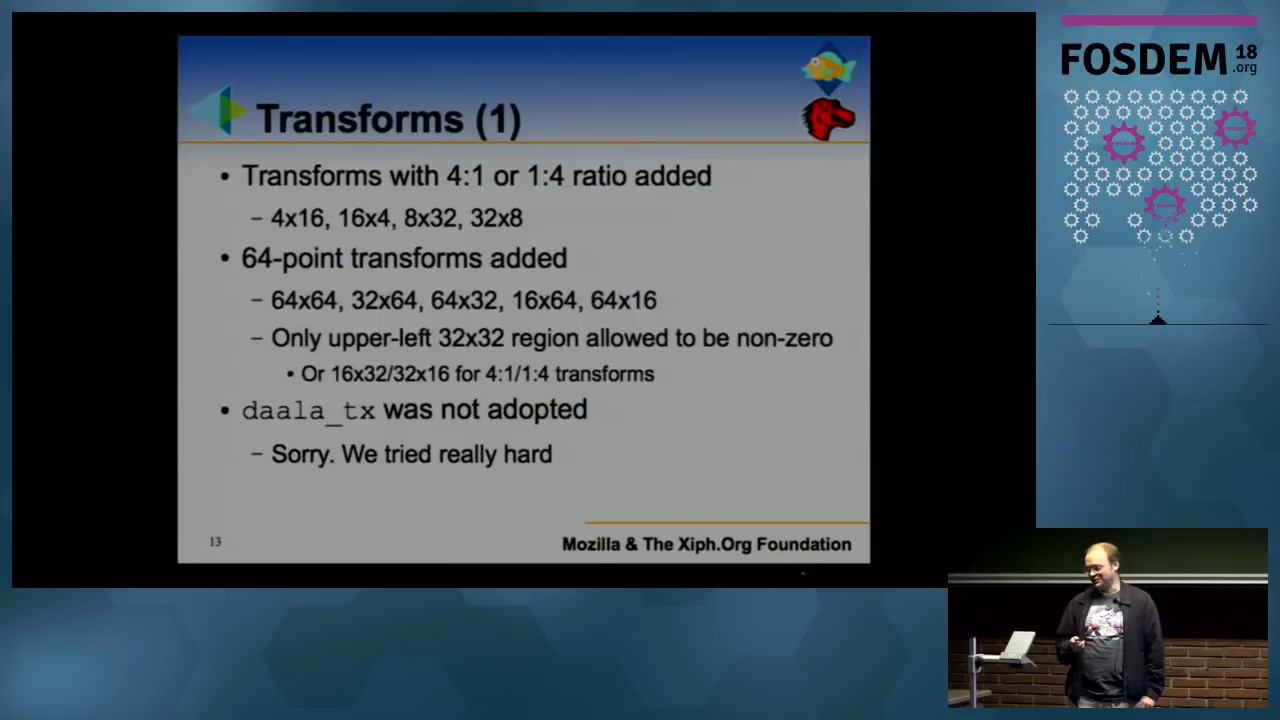 Transforms (1)
• Transforms with 4:1 or 1:4 ratio added
– 4x16, 16x4, 8x32, 32x8
• 64-point transforms added
– 64x64, 32x64, 64x32, 16x64, 64x16
– Only upper-left 32x32 region allowed to be non-zero
• Or 16x32/32x16 for 4:1/1:4 transforms
• daala_tx was not adopted
– Sorry. We tried really hard
13
Mozilla & The Xiph.Org Foundation
FOSDEM 18
.org